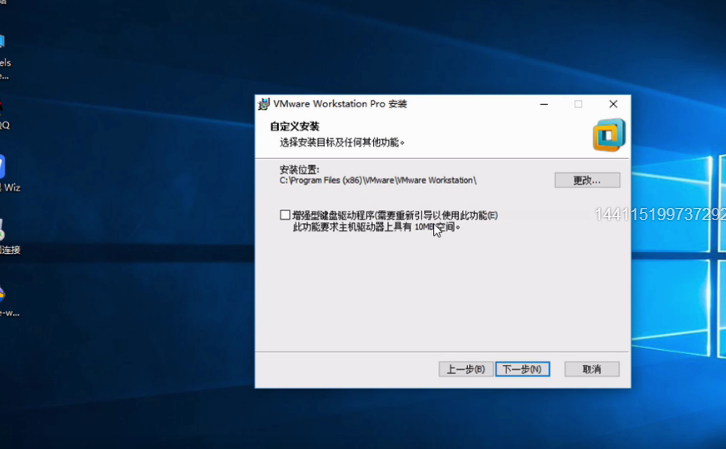 els
e...
VMware Workstation Pro 安装
自定义安装
选择安装目标及任何其他功能。
安装位置:
C:\Program Files (x86)\VMware\VMware Workstation\
更改...
Q
Wiz
增强型键盘驱动程序(需要重新引导以使用此功能(E)
此功能要求主机驱动器上具有 10MB 空间。
144115199737292
连接
e-w...
上一步(B)
下一步(N)
取消